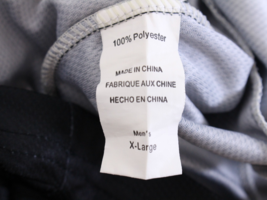 100% Polyester
MADE IN CHINA
FABRIQUE AUX CHINE
HECHO EN CHINA
Men's
X-Large